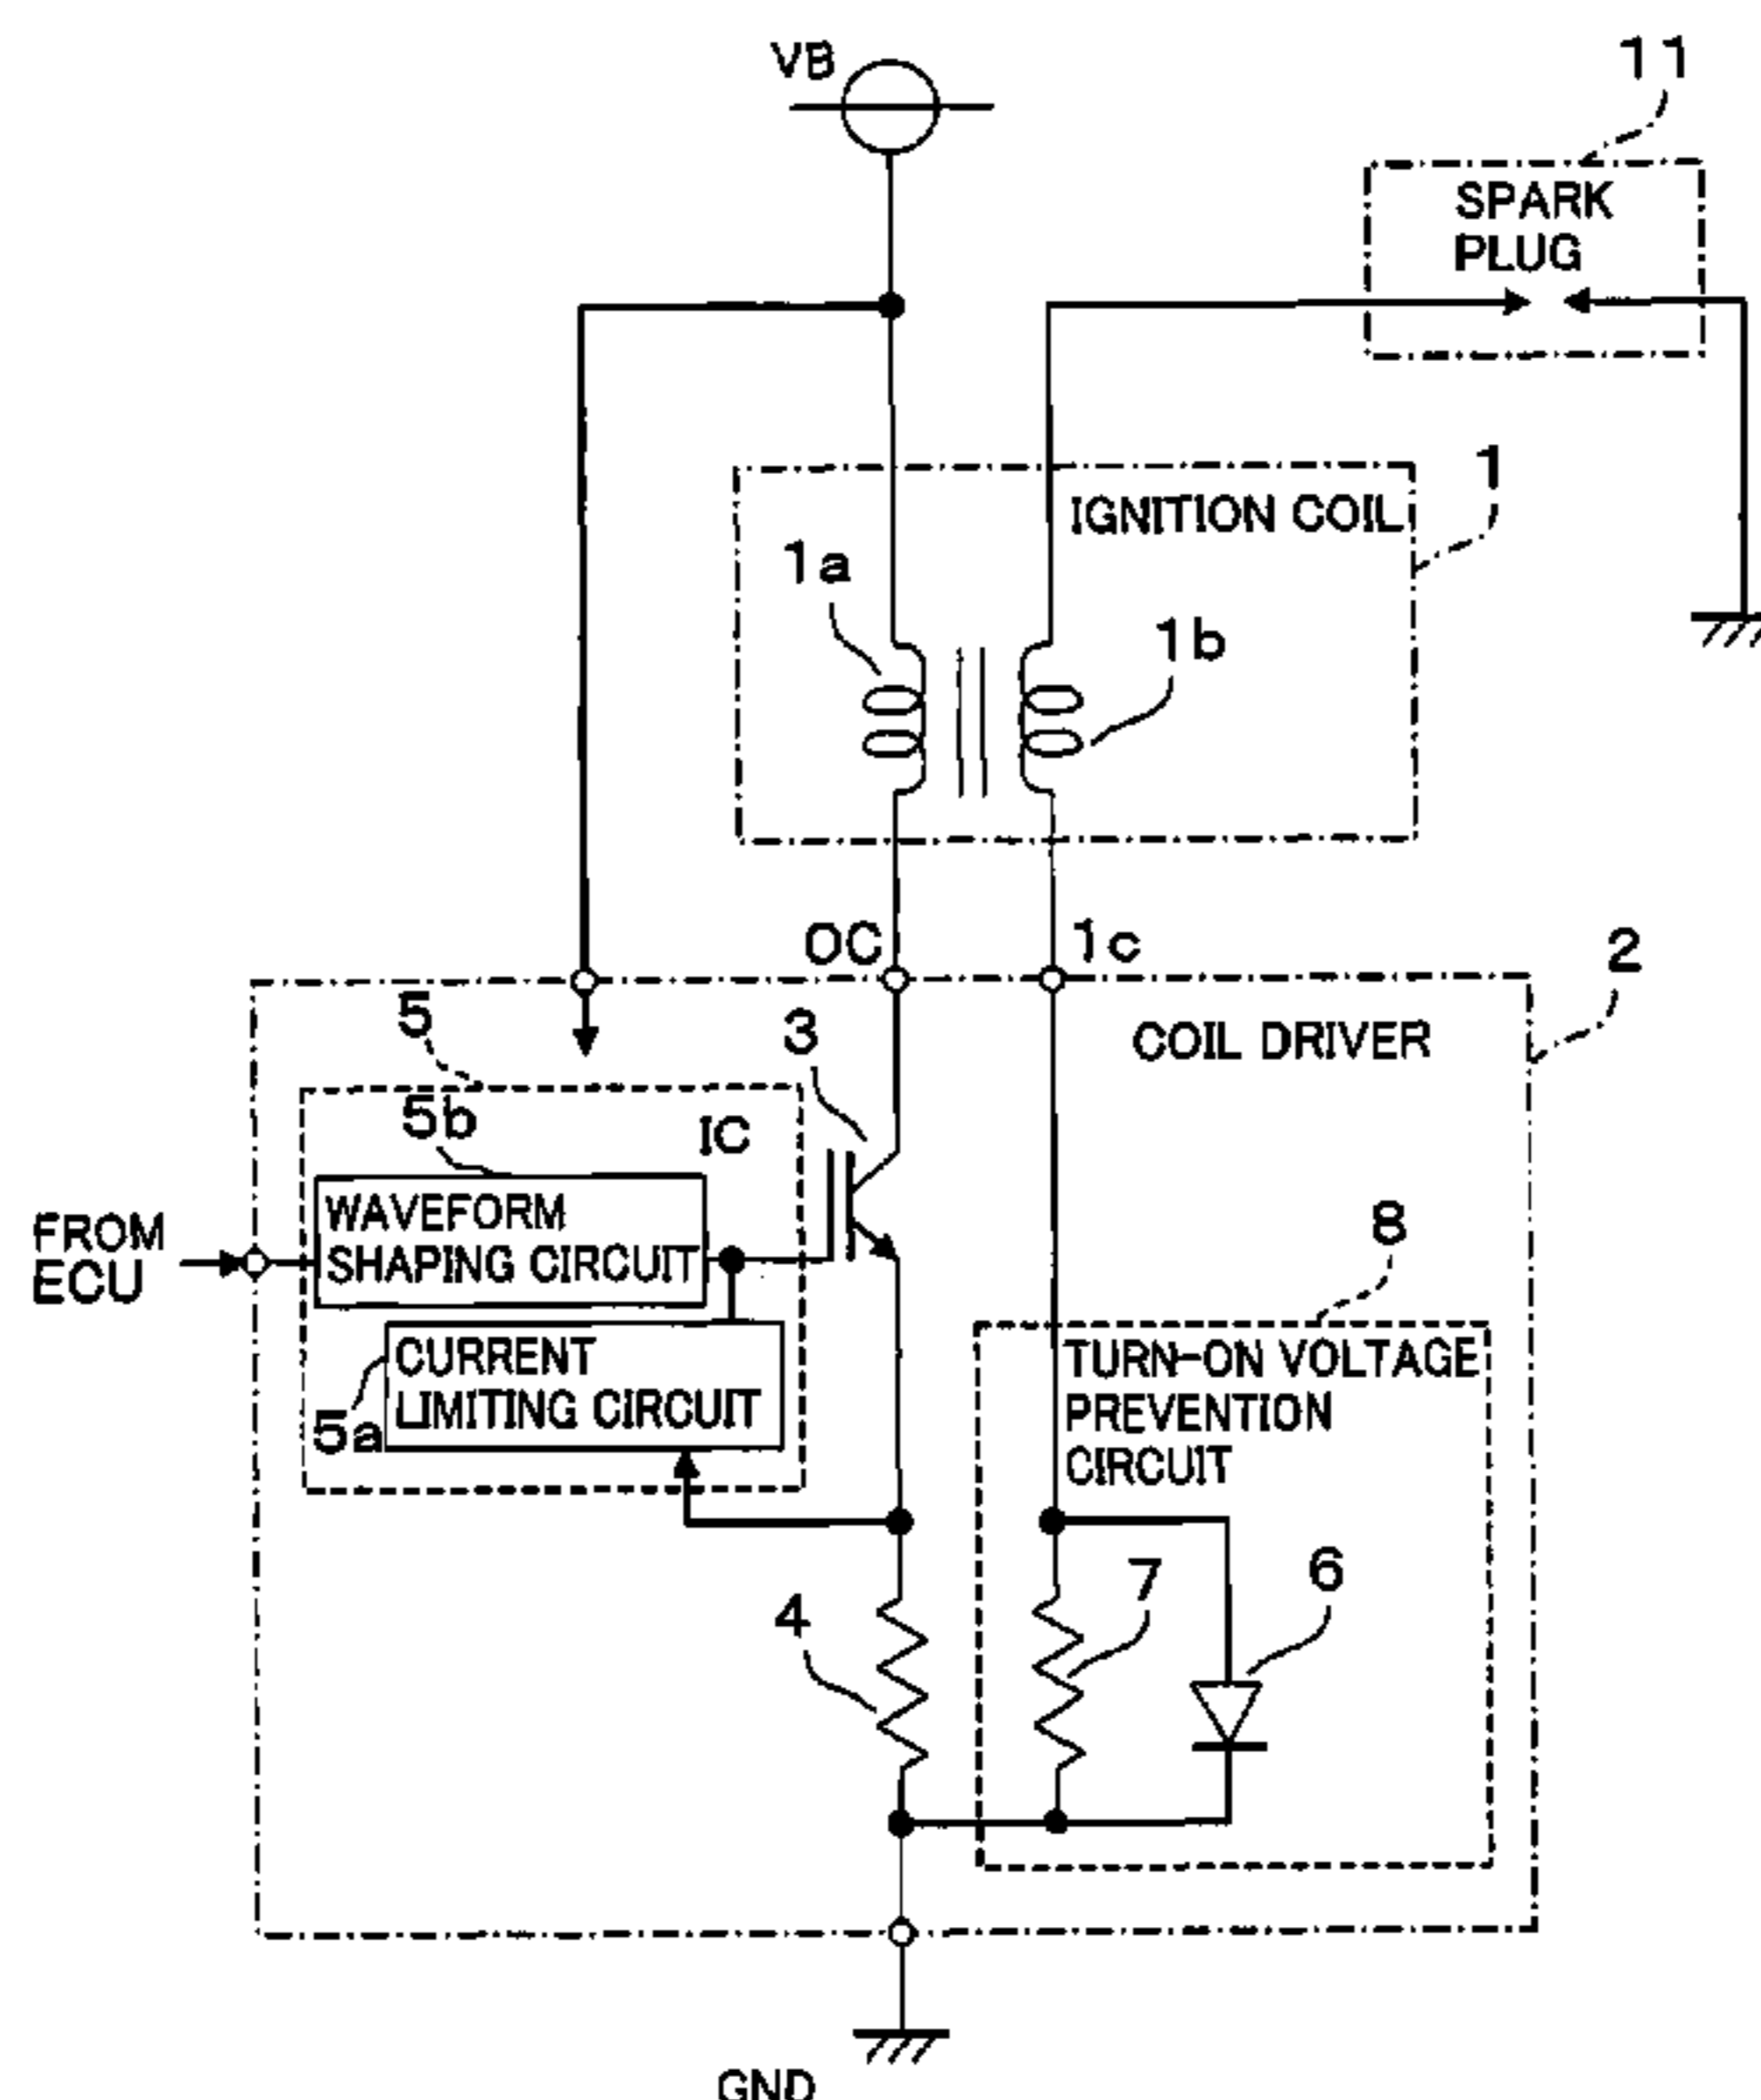 VB
11
SPARK
PLUG
1
IGNITION COIL
1a
1b
OC
1c
2
5
3
COIL DRIVER
5b
IC
WAVEFORM
SHAPING CIRCUIT
FROM
ECU
8
CURRENT
LIMITING CIRCUIT
5a
TURN-ON VOLTAGE
PREVENTION
CIRCUIT
4
7
6
GND